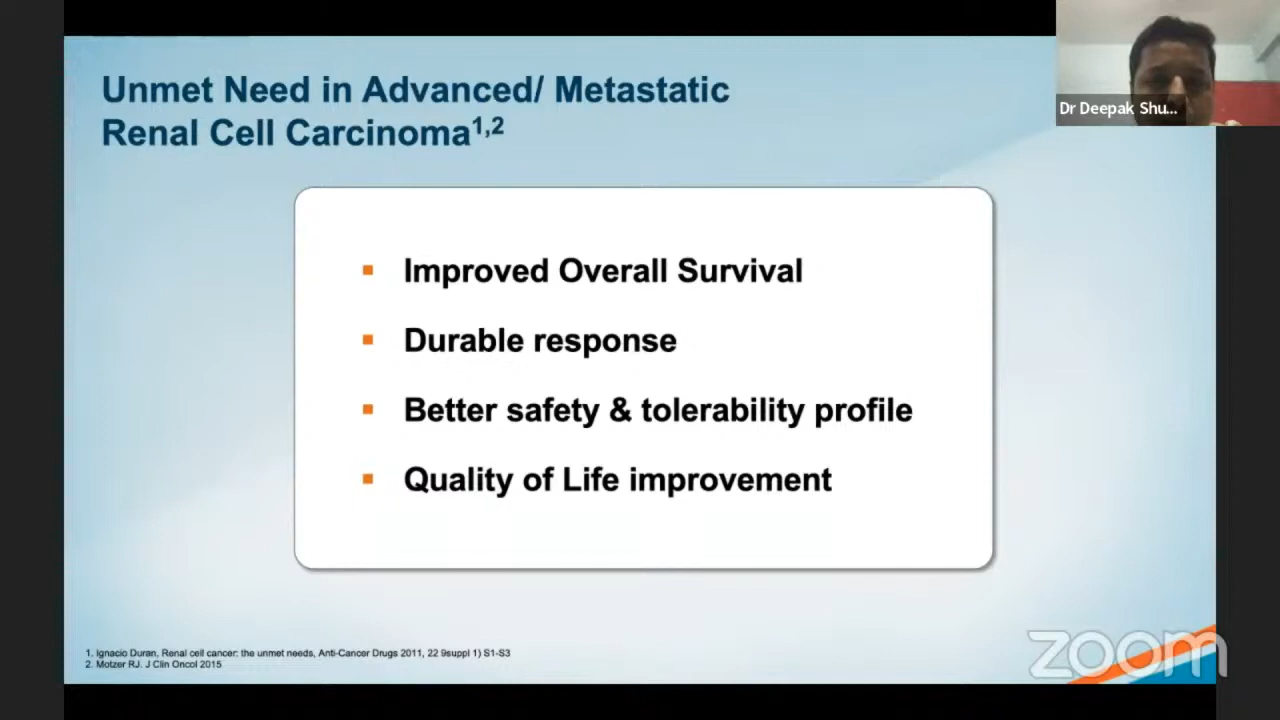 Unmet Need in Advanced/ Metastatic
Renal Cell Carcinoma1,2
Dr Deepak Shu...
Improved Overall Survival
Durable response
Better safety & tolerability profile
Quality of Life improvement
1. Ignacio Duran, Renal cell cancer: the unmet needs, Anti-Cancer Drugs 2011, 22 9suppl 1) S1-S3
2. Motzer RJ. J Clin Oncol 2015
zoom